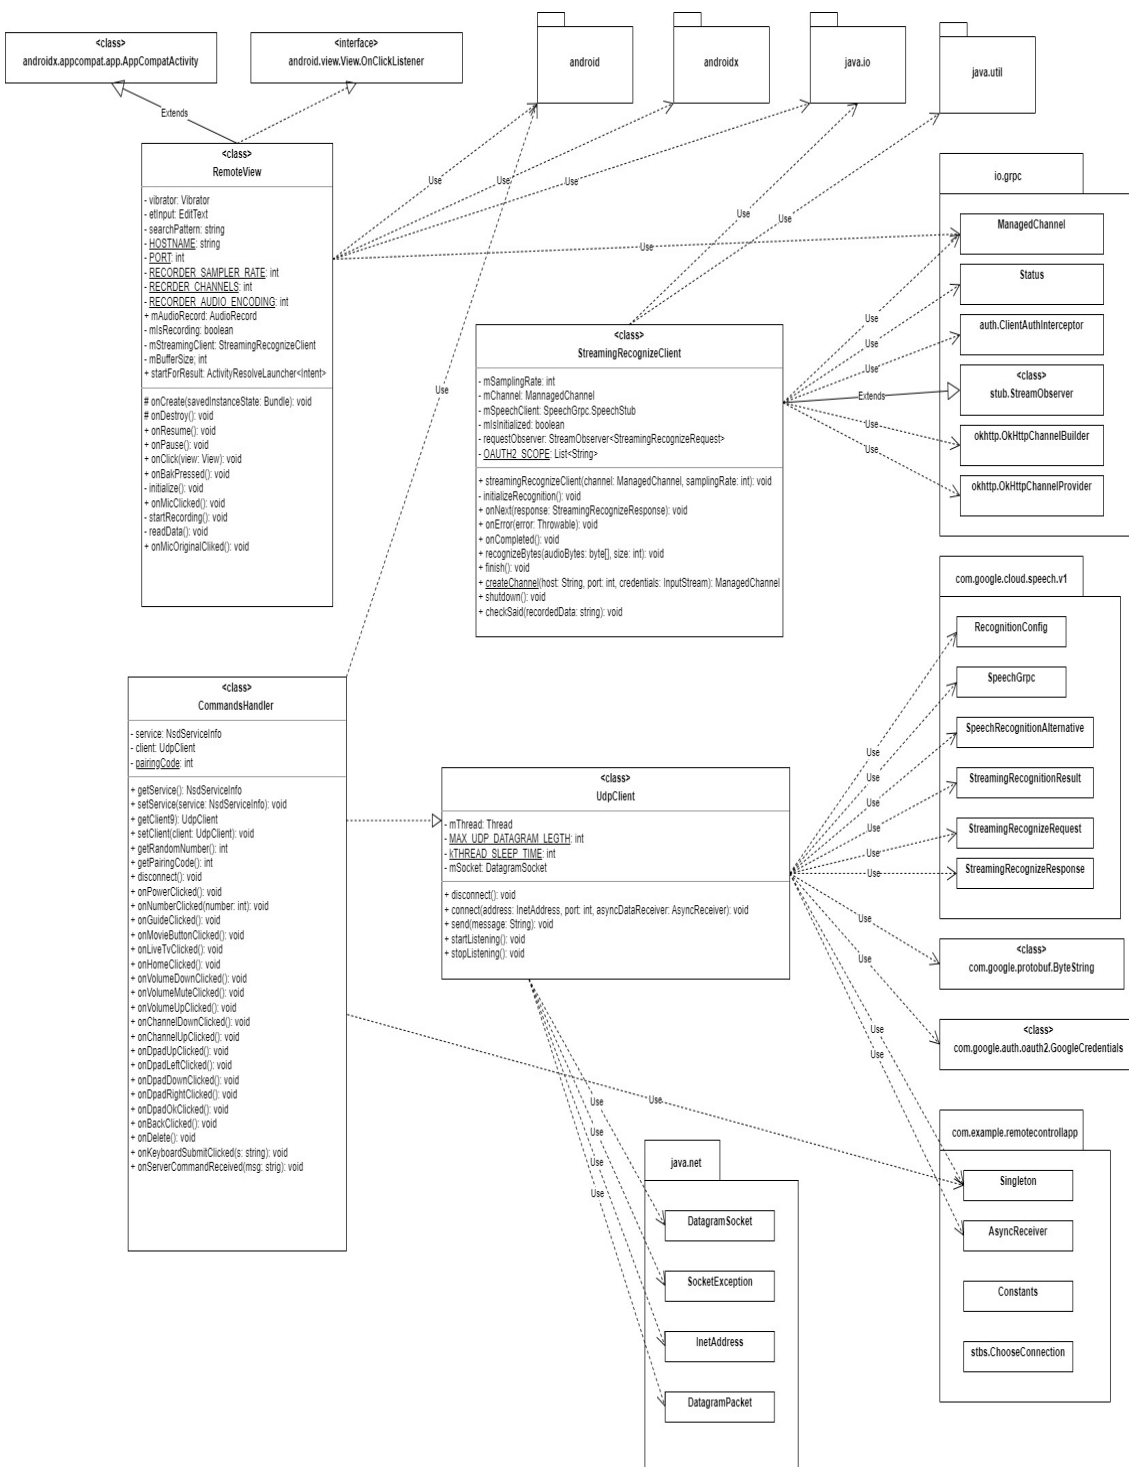 <class>
androidx.appcompat.app.AppCompatActivity
<interface>
android.view.View.OnClickListener
android
androidx
java.io
java.util
Extends
<class>
RemoteView
- vibrator: Vibrator
- etInput: EditText
- searchPattern: string
- HOSTNAME: string
- PORT: int
- RECORDER_SAMPLER_RATE: int
- RECRDER_CHANNELS: int
- RECORDER_AUDIO_ENCODING: int
+ mAudioRecord: AudioRecord
- mIsRecording: boolean
- mStreamingClient: StreamingRecognizeClient
- mBufferSize: int
+ startForResult: ActivityResolveLauncher<Intent>
# onCreate(savedInstanceState: Bundle): void
# onDestroy(): void
+ onResume(): void
+ onPause(): void
+ onClick(view: View): void
+ onBakPressed(): void
- initialize(): void
+ onMicClicked(): void
- startRecording(): void
- readData(): void
+ onMicOriginalCliked(): void
Use
Use
Use
Use
Use
Use
Use
io.grpc
ManagedChannel
Status
auth.ClientAuthInterceptor
<class>
stub.StreamObserver
okhttp.OkHttpChannelBuilder
okhttp.OkHttpChannelProvider
Use
Use
Use
Extends
Use
Use
<class>
StreamingRecognizeClient
- mSamplingRate: int
- mChannel: MannagedChannel
- mSpeechClient: SpeechGrpc.SpeechStub
- mIsInitialized: boolean
- requestObserver: StreamObserver<StreamingRecognizeRequest>
- OAUTH2_SCOPE: List<String>
+ streamingRecognizeClient(channel: ManagedChannel, samplingRate: int): void
- initializeRecognition(): void
+ onNext(response: StreamingRecognizeResponse): void
+ onError(error: Throwable): void
+ onCompleted(): void
+ recognizeBytes(audioBytes: byte[], size: int): void
+ finish(): void
+ createChannel(host: String, port: int, credentials: InputStream): ManagedChannel
+ shutdown(): void
+ checkSaid(recordedData: string): void
com.google.cloud.speech.v1
RecognitionConfig
SpeechGrpc
SpeechRecognitionAlternative
StreamingRecognitionResult
StreamingRecognizeRequest
StreamingRecognizeResponse
<class>
CommandsHandler
- service: NsdServiceInfo
- client: UdpClient
- pairingCode: int
+ getService(): NsdServiceInfo
+ setService(service: NsdServiceInfo): void
+ getClient9): UdpClient
+ setClient(client: UdpClient): void
+ getRandomNumber(): int
+ getPairingCode(): int
+ disconnect(): void
+ onPowerClicked(): void
+ onNumberClicked(number: int): void
+ onGuideClicked(): void
+ onMovieButtonClicked(): void
+ onLiveTvClicked(): void
+ onHomeClicked(): void
+ onVolumeDownClicked(): void
+ onVolumeMuteClicked(): void
+ onVolumeUpClicked(): void
+ onChannelDownClicked(): void
+ onChannelUpClicked(): void
+ onDpadUpClicked(): void
+ onDpadLeftClicked(): void
+ onDpadDownClicked(): void
+ onDpadRightClicked(): void
+ onDpadOkClicked(): void
+ onBackClicked(): void
+ onDelete(): void
+ onKeyboardSubmitClicked(s: string): void
+ onServerCommandReceived(msg: strig): void
<class>
UdpClient
- mThread: Thread
- MAX_UDP_DATAGRAM_LEGTH: int
- kTHREAD_SLEEP_TIME: int
- mSocket: DatagramSocket
+ disconnect(): void
+ connect(address: InetAddress, port: int, asyncDataReceiver: AsyncReceiver): void
+ send(message: String): void
+ startListening(): void
+ stopListening(): void
Use
Use
Use
Use
Use
Use
Use
Use
Use
Use
<class>
com.google.protobuf.ByteString
<class>
com.google.auth.oauth2.GoogleCredentials
Use
Use
Use
Use
Use
java.net
DatagramSocket
SocketException
InetAddress
DatagramPacket
com.example.remotecontrollapp
Singleton
AsyncReceiver
Constants
stbs.ChooseConnection